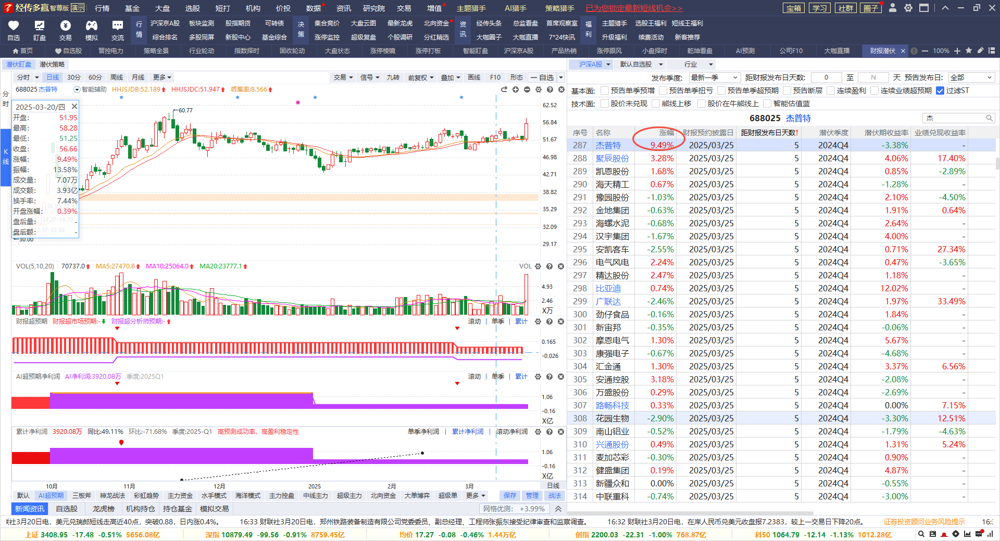 经传多赢 智尊版 演示 行情 基金 大盘 选股 短打 机构 价投 数据 资讯 研究院 交易 增值 主题猎手 AI猎手 策略猎手 已为您锁定最新短线机会>> 宝箱 学习 社群 圈子
自选 盯盘 交易 模拟 交流
行情 沪深京A股 板块监测 股指期货 可转债 决策 集合竞价 大盘云图 最新龙虎 北向资金 资讯 经传头条 总监看盘 首席观察室 福利 主题猎手 选股王福利 短线王福利
综合排名 多股同屏 新股中心 基金综合 涨停监控 超级复盘 个股调研 分红精选 大咖圈子 大咖直播 7*24快讯 升级福利 续费活动 新客推荐
首页 自选股 晋控电力 策略全景 行业轮动 指数择时 国收轮动 大盘状态 涨停棱镜 涨停打板 智能盯盘 沪深京A股 产品热销 涨停跟风 小盘择时 乾坤看盘 AI预测 公司F10 大咖直播 财报潜伏 100%
潜伏盯盘 潜伏策略
分时 日线 30分 60分 周线 月线 更多 交易 信号 九转 前复权 叠加 画线 F10 形态 自选
688025 杰普特 智能辅助 HHJSJDB:52.189 HHJSJDC:51.947 乖离率:8.566
分时
K线
2025-03-20/四
开盘: 51.95
最高: 58.28
最低: 51.25
收盘: 56.66
涨幅: 9.49%
振幅: 13.58%
成交量: 7.07万
成交额: 3.93亿
换手率: 7.44%
开盘涨幅: 0.39%
盘后量: -
盘后额: -
30.00
60.77
62.52
56.84
51.67
46.98
42.71
38.82
35.29
32.09
29.17
VOL(5,10,20) 70737.0 MA5:27470.8 MA10:25064.0 MA20:23777.1 VOL
4.93
2.46
X万
财报超预期 财报超市场预期:- 财报超分析师预期:- 滚动 单季 累计
0.165
-0.026
AI超预期净利润 AI净利润:3920.08万 季度:2025Q1 滚动 单季 累计
1.06
-0.16
X亿
累计净利润 3920.08万 同比:49.11% 环比:-71.68% 季度:2025-Q1 高预测成功率，高盈利稳定性 单季净利润 累计净利润 滚动净利润
1.06
-0.16
X亿
10月 11月 12月 2025 2月 3月 日线
默认 AI超预期 三板斧 神龙战法 彩虹趋势 主力资金 水手模式 海洋模式 主力控盘 中线主力 超级主力 北向资金 大单博弈 超级单 更多 保存 管理 战法
新闻资讯 自选股 龙虎榜 机构持仓 持仓基金 模拟交易 网格优测: +3.99%
沪深A股 默认自选股 行业
发布季度: 最新一季 距财报发布日天数: 0 至 N 天 预告发布日: 全部
基本面: 预告单季预增 预告单季扭亏 预告单季超预期 预告断层 连续盈利 连续业绩超预期 过滤ST
技术面: 股价未兑现 熊线上移 股价在牛熊线上 智能估值蓝
688025 杰普特 杰
序号 名称 涨幅 财报预约披露日 距财报发布日天数 潜伏季度 潜伏期收益率 业绩兑现收益率
287 杰普特 9.49% 2025/03/25 5 2024Q4 -3.38% -
288 聚辰股份 3.28% 2025/03/25 5 2024Q4 4.06% 17.40%
289 凯恩股份 1.68% 2025/03/25 5 2024Q4 0.85% -2.89%
290 海天精工 0.67% 2025/03/25 5 2024Q4 -1.28% -
291 豫园股份 -1.03% 2025/03/25 5 2024Q4 2.10% -4.50%
292 金地集团 -0.63% 2025/03/25 5 2024Q4 1.91% 0.64%
293 海螺水泥 -0.68% 2025/03/25 5 2024Q4 2.64% -
294 汉宇集团 -1.67% 2025/03/25 5 2024Q4 4.00% -
295 安凯客车 -2.55% 2025/03/25 5 2024Q4 0.71% 27.34%
296 电气风电 2.24% 2025/03/25 5 2024Q4 0.47% -3.65%
297 精达股份 2.47% 2025/03/25 5 2024Q4 1.18% -
298 比亚迪 0.74% 2025/03/25 5 2024Q4 12.02% -
299 广联达 -2.46% 2025/03/25 5 2024Q4 1.97% 33.49%
300 劲仔食品 -0.16% 2025/03/25 5 2024Q4 1.84% -
301 新宙邦 -0.35% 2025/03/25 5 2024Q4 -0.06% -
302 摩恩电气 1.30% 2025/03/25 5 2024Q4 5.67% -
303 康强电子 -0.67% 2025/03/25 5 2024Q4 -4.68% -
304 汇金通 1.30% 2025/03/25 5 2024Q4 3.37% 6.56%
305 安通控股 3.18% 2025/03/25 5 2024Q4 -2.08% -
306 万盛股份 0.29% 2025/03/25 5 2024Q4 -2.69% -
307 路畅科技 0.33% 2025/03/25 5 2024Q4 0.00% 7.15%
308 花园生物 -2.90% 2025/03/25 5 2024Q4 -3.30% 12.51%
309 南山铝业 -0.52% 2025/03/25 5 2024Q4 -1.79% -4.63%
310 兴通股份 0.49% 2025/03/25 5 2024Q4 1.31% 5.24%
311 麦加芯彩 -0.30% 2025/03/25 5 2024Q4 0.90% -
312 健盛集团 0.19% 2025/03/25 5 2024Q4 4.87% -
313 新疆众和 0.00% 2025/03/25 5 2024Q4 -0.55% -
314 中联重科 -0.74% 2025/03/25 5 2024Q4 -3.00% -
联社3月20日电，美元兑瑞郎短线走高近40点，突破0.88，日内涨0.4%。 16:33 财联社3月20日电，郑州铁路装备制造有限公司党委委员、副总经理、工程师张振东接受纪律审查和监察调查。 16:32 财联社3月20日电，在岸人民币兑美元收盘报7.2383，较上一交易日下降20点。 证券投资顾问业务风险提示 16:3
上证 3408.95 -17.48 -0.51% 5656.08亿 深指 10879.49 -99.56 -0.91% 8759.45亿 均价 17.27 -0.08 -0.46% 1.44万亿 创指 2200.03 -22.31 -1.00% 768.87亿 科50 1064.79 -12.14 -1.13% 1012.28亿